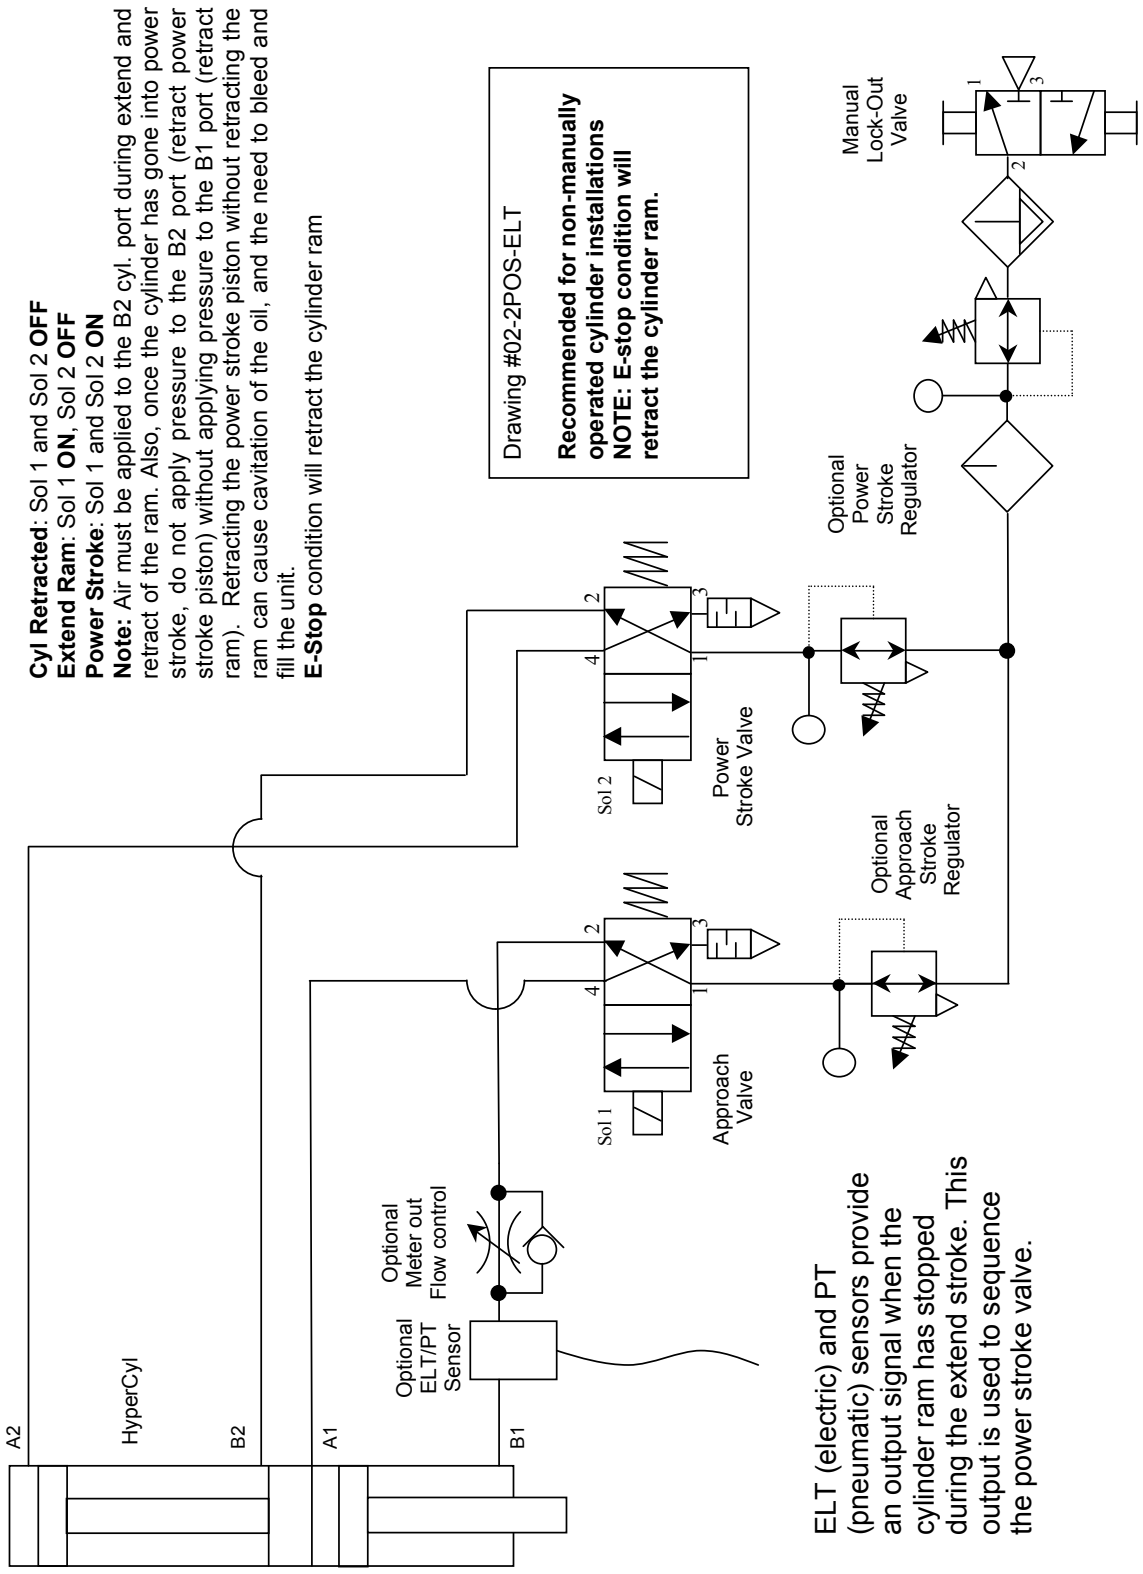 Cyl Retracted: Sol 1 and Sol 2 OFF
Extend Ram: Sol 1 ON, Sol 2 OFF
Power Stroke: Sol 1 and Sol 2 ON
Note: Air must be applied to the B2 cyl. port during extend and
retract of the ram. Also, once the cylinder has gone into power
stroke, do not apply pressure to the B2 port (retract power
stroke piston) without applying pressure to the B1 port (retract
ram). Retracting the power stroke piston without retracting the
ram can cause cavitation of the oil, and the need to bleed and
fill the unit.
E-Stop condition will retract the cylinder ram
A2
HyperCyl
B2
A1
B1
Optional
ELT/PT
Sensor
Optional
Meter out
Flow control
Sol 1
4
2
1
3
Approach
Valve
Sol 2
4
2
1
3
Power
Stroke Valve
Drawing #02-2POS-ELT
Recommended for non-manually
operated cylinder installations
NOTE: E-stop condition will
retract the cylinder ram.
ELT (electric) and PT
(pneumatic) sensors provide
an output signal when the
cylinder ram has stopped
during the extend stroke. This
output is used to sequence
the power stroke valve.
Optional
Approach
Stroke
Regulator
Optional
Power
Stroke
Regulator
Manual
Lock-Out
Valve
2
1
3